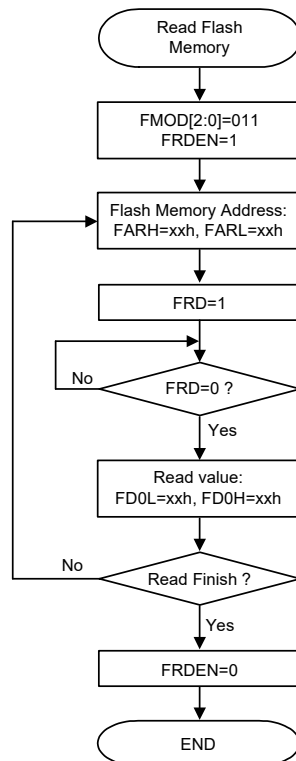 Read Flash
Memory
FMOD[2:0]=011
FRDEN=1
Flash Memory Address:
FARH=xxh, FARL=xxh
FRD=1
No
FRD=0 ?
Yes
Read value:
FD0L=xxh, FD0H=xxh
No
Read Finish ?
Yes
FRDEN=0
END